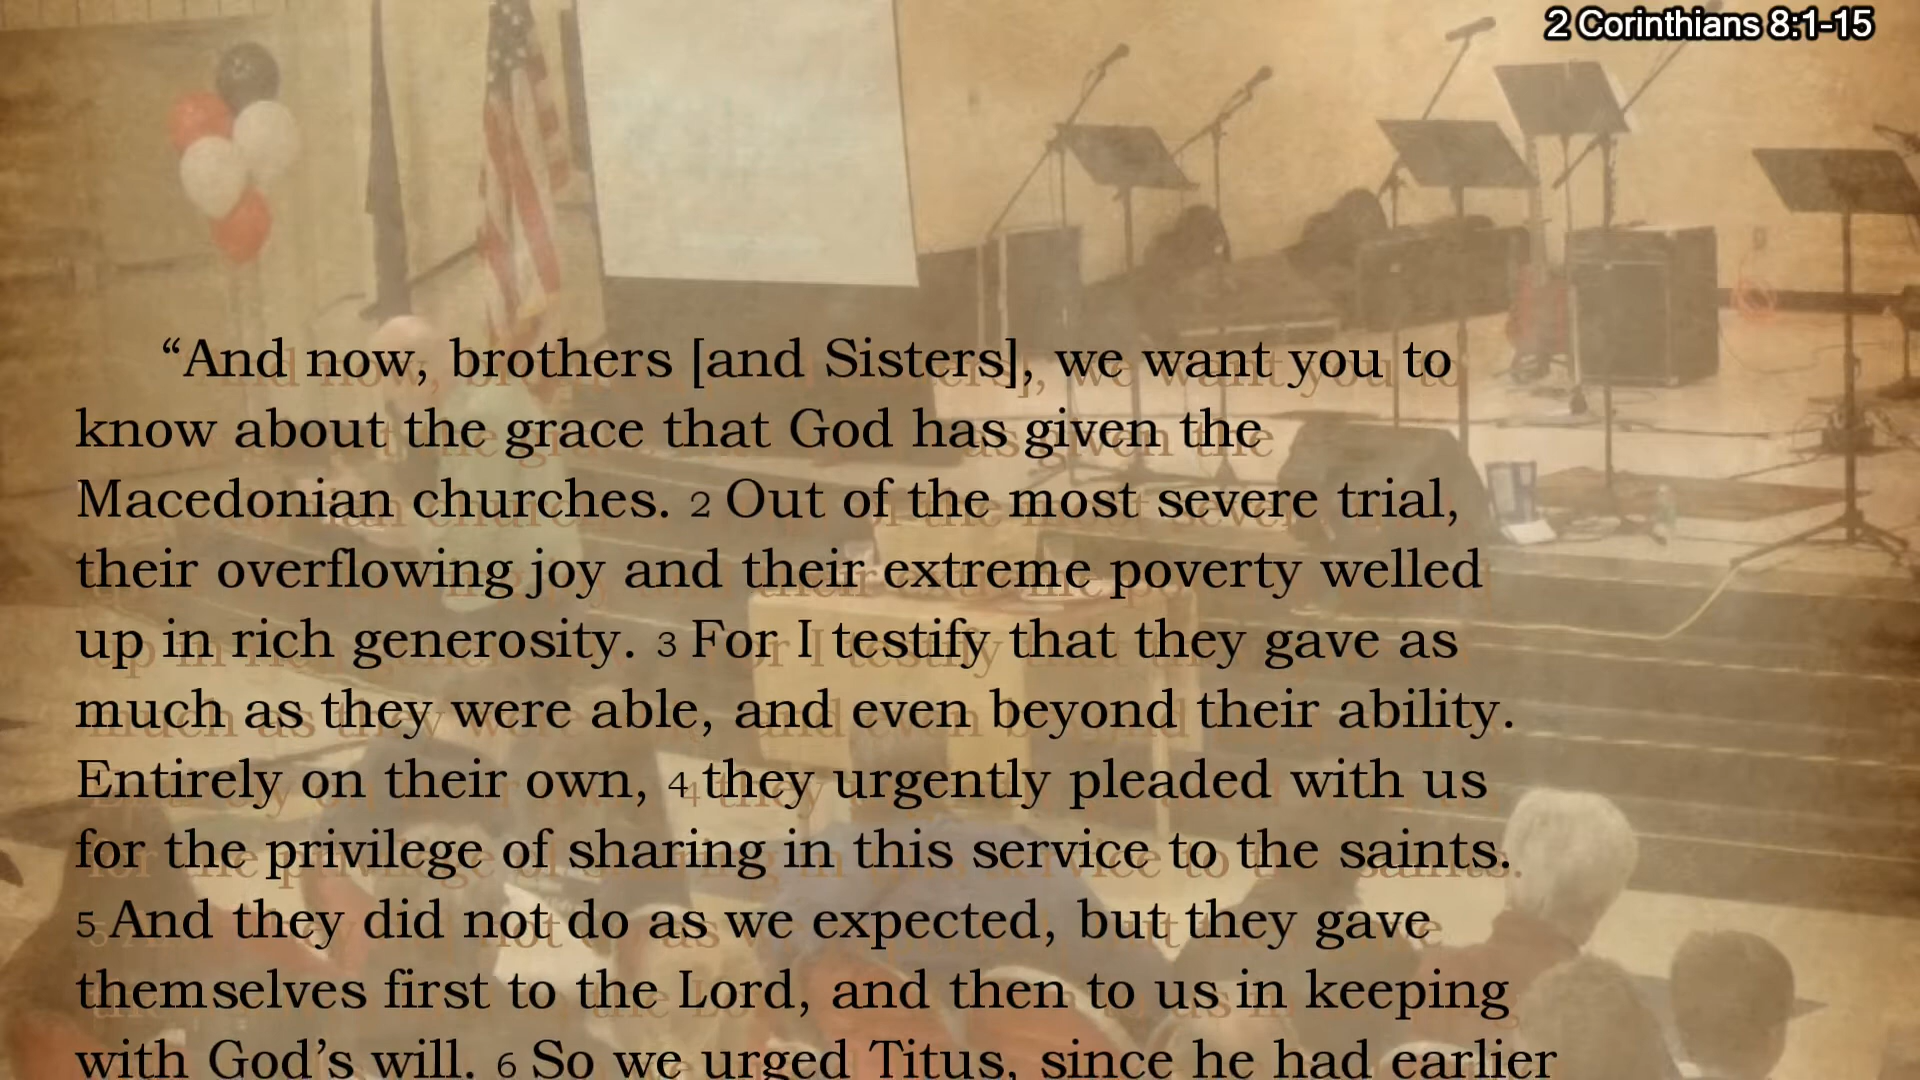 2 Corinthians 8:1-15
“And now, brothers [and Sisters], we want you to
know about the grace that God has given the
Macedonian churches. 2 Out of the most severe trial,
their overflowing joy and their extreme poverty welled
up in rich generosity. 3 For I testify that they gave as
much as they were able, and even beyond their ability.
Entirely on their own, 4 they urgently pleaded with us
for the privilege of sharing in this service to the saints.
5 And they did not do as we expected, but they gave
themselves first to the Lord, and then to us in keeping
with God’s will. 6 So we urged Titus, since he had earlier